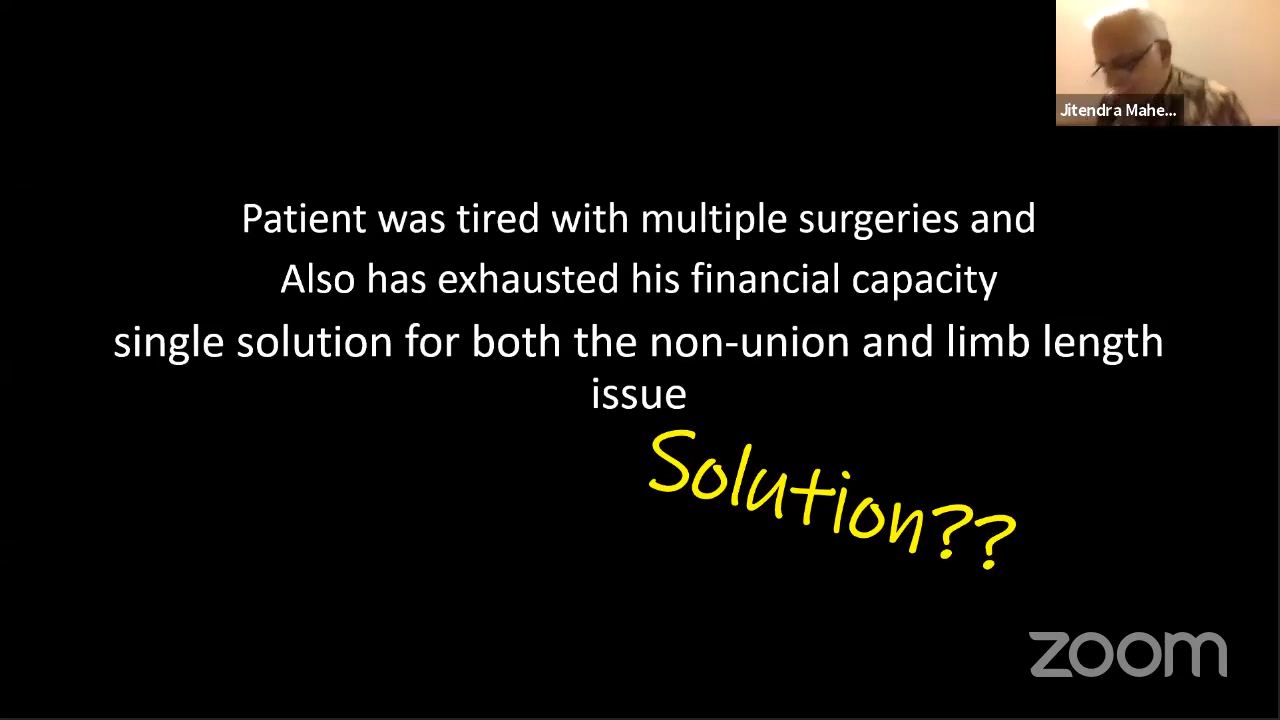 Jitendra Mahe...
Patient was tired with multiple surgeries and
Also has exhausted his financial capacity
single solution for both the non-union and limb length
issue
Solution??
zoom